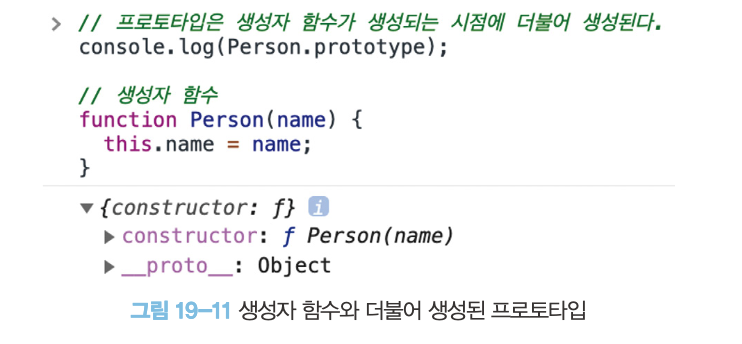 > // 프로토타입은 생성자 함수가 생성되는 시점에 더불어 생성된다.
console.log(Person.prototype);
// 생성자 함수
function Person(name) {
this.name = name;
}
▼ {constructor: ƒ} i
▶ constructor: ƒ Person(name)
▶ __proto__: Object
그림 19-11 생성자 함수와 더불어 생성된 프로토타입